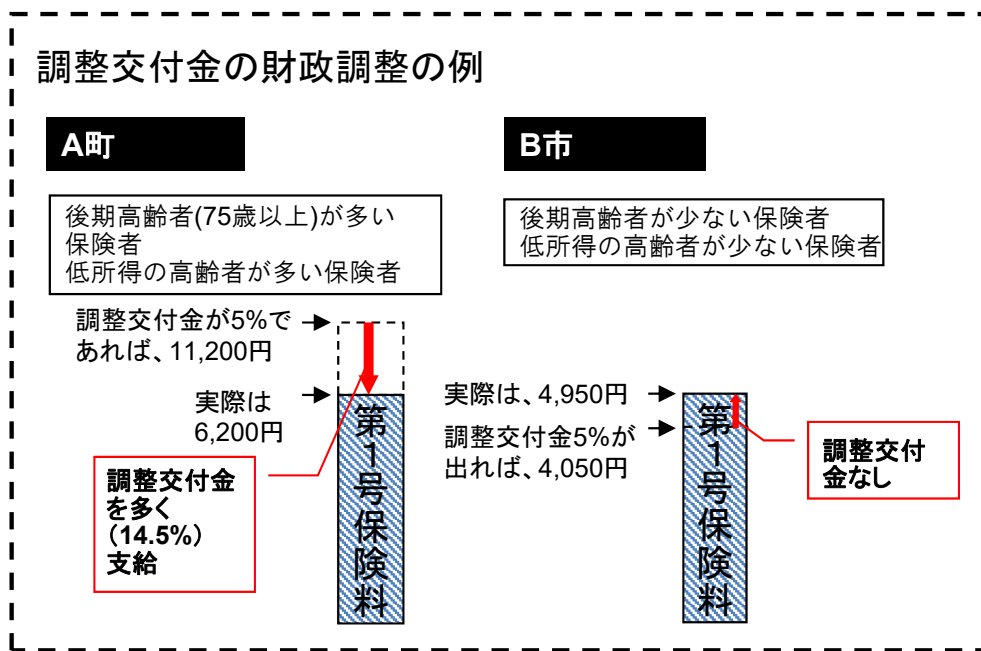 調整交付金の財政調整の例
A町
後期高齢者(75歳以上)が多い
保険者
低所得の高齢者が多い保険者
調整交付金が5%で
あれば、11,200円
実際は
6,200円
調整交付金
を多く
(14.5%)
支給
第1号保険料
B市
後期高齢者が少ない保険者
低所得の高齢者が少ない保険者
実際は、4,950円
調整交付金5%が
出れば、4,050円
第1号保険料
調整交付
金なし